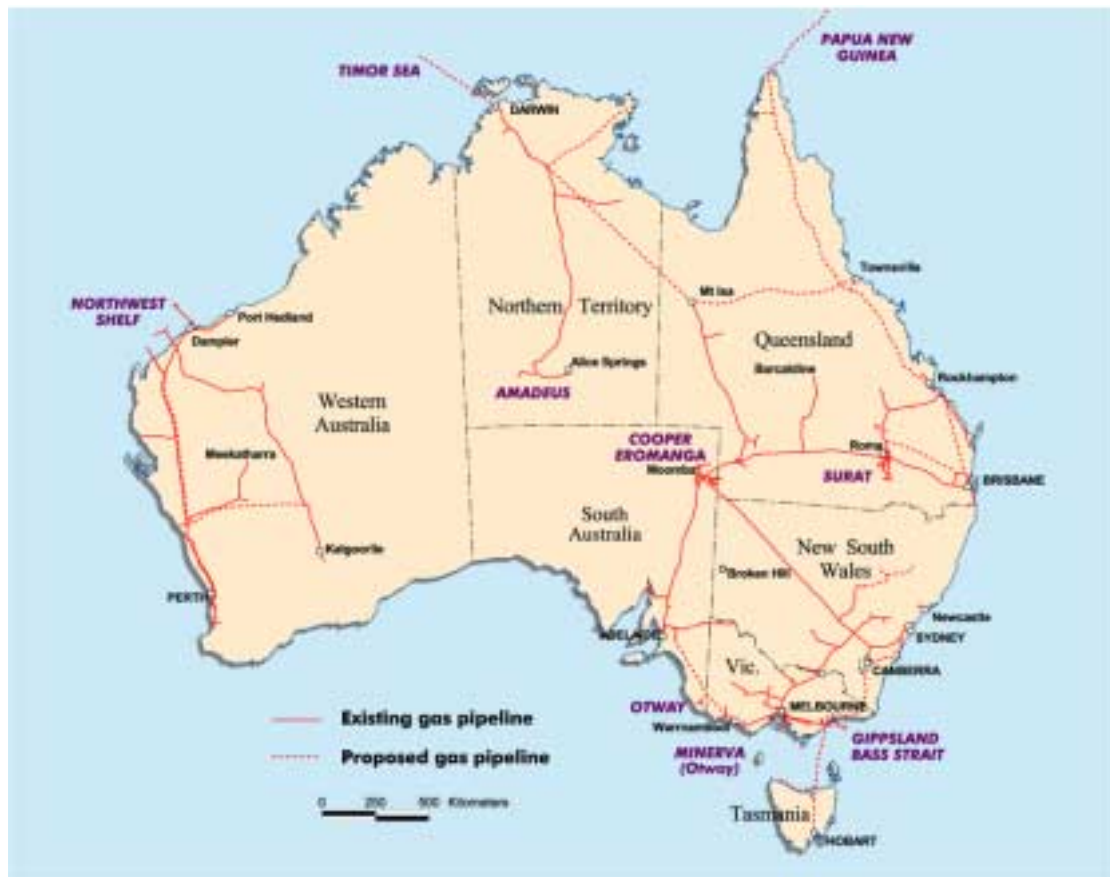 PAPUA NEW
GUINEA
TIMOR SEA
DARWIN
Townsville
Mt Isa
NORTHWEST
SHELF
Port Hedland
Dampier
Northern Territory
Queensland
Alice Springs
Barcaldine
Rockhampton
AMADEUS
Western
Australia
COOPER
EROMANGA
Moomba
Roma
SURAT
BRISBANE
Meekatharra
South
Australia
Kalgoorlie
New South
Wales
Broken Hill
PERTH
Newcastle
ADELAIDE
SYDNEY
CANBERRA
Vic.
OTWAY
MELBOURNE
Warrnambool
GIPPSLAND
BASS STRAIT
MINERVA
(Otway)
Existing gas pipeline
Proposed gas pipeline
0 250 500 Kilometers
Tasmania
HOBART